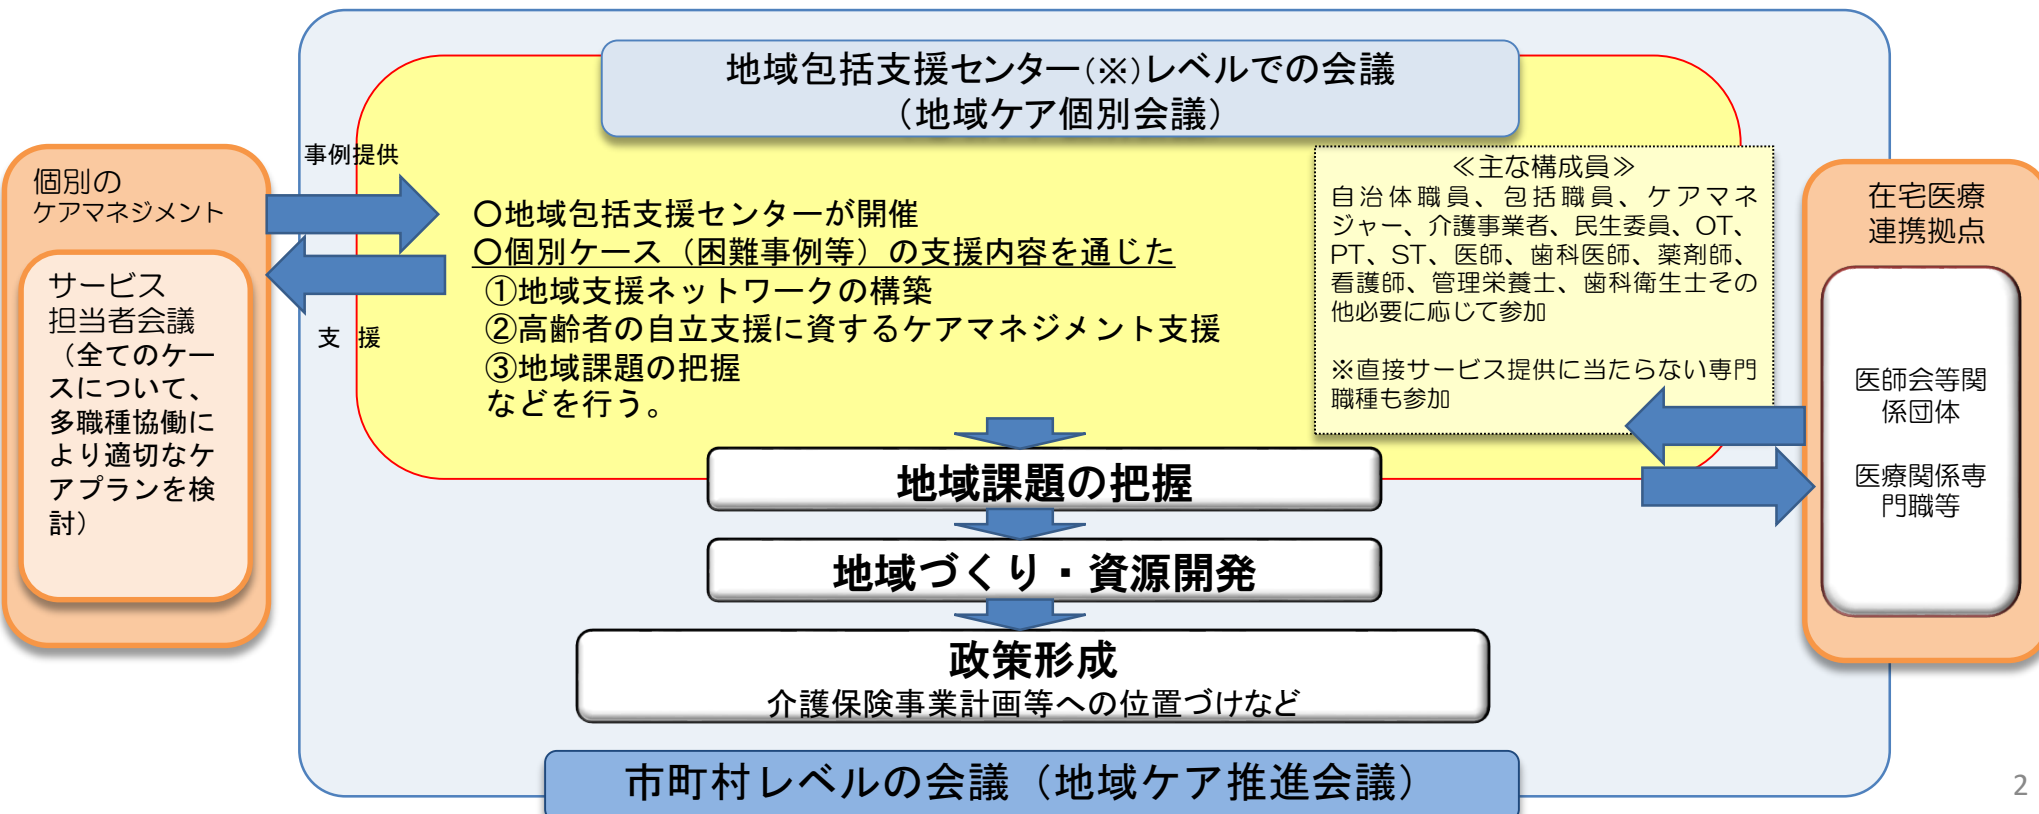 地域包括支援センター(※)レベルでの会議
（地域ケア個別会議）
事例提供
支　援
個別の
ケアマネジメント
サービス
担当者会議
（全てのケー
スについて、
多職種協働に
より適切なケ
アプランを検
討）
〇地域包括支援センターが開催
〇個別ケース（困難事例等）の支援内容を通じた
①地域支援ネットワークの構築
②高齢者の自立支援に資するケアマネジメント支援
③地域課題の把握
などを行う。
≪主な構成員≫
自治体職員、包括職員、ケアマネ
ジャー、介護事業者、民生委員、OT、
PT、ST、医師、歯科医師、薬剤師、
看護師、管理栄養士、歯科衛生士その
他必要に応じて参加
※直接サービス提供に当たらない専門
職種も参加
在宅医療
連携拠点
医師会等関
係団体
医療関係専
門職等
地域課題の把握
地域づくり・資源開発
政策形成
介護保険事業計画等への位置づけなど
市町村レベルの会議（地域ケア推進会議）
2